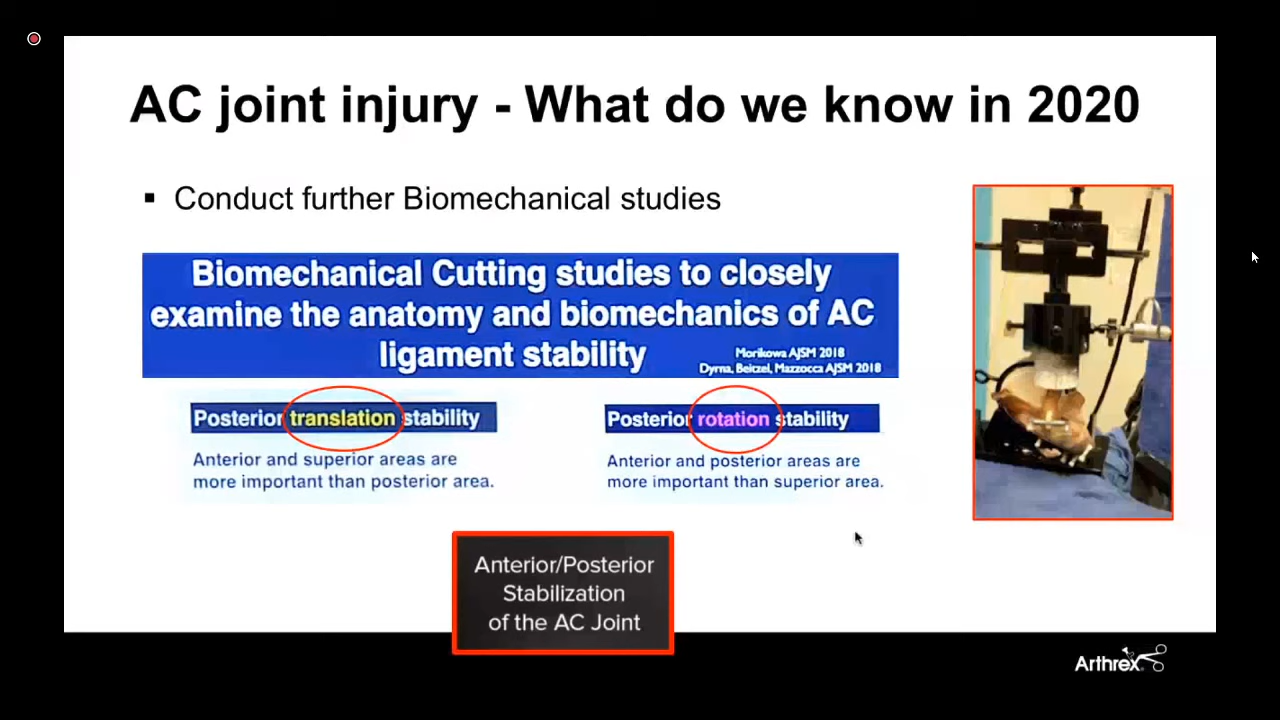 AC joint injury - What do we know in 2020
▪ Conduct further Biomechanical studies
Biomechanical Cutting studies to closely
examine the anatomy and biomechanics of AC
ligament stability
Morikowa AJSM 2018
Dyrna, Beitzel, Mazzocca AJSM 2018
Posterior translation stability
Anterior and superior areas are
more important than posterior area.
Posterior rotation stability
Anterior and posterior areas are
more important than superior area.
Anterior/Posterior
Stabilization
of the AC Joint
Arthrex